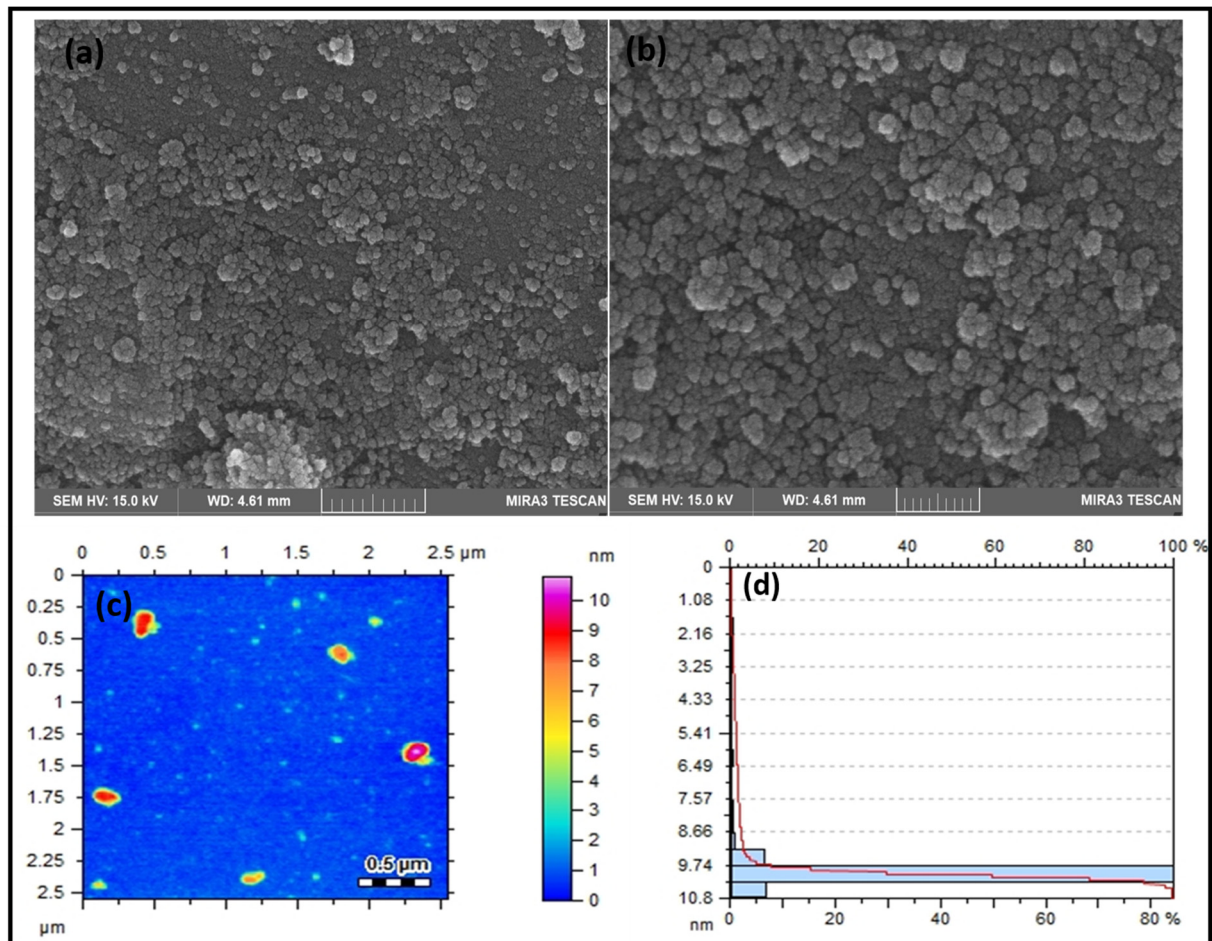 (a)
(b)
SEM HV: 15.0 kV WD: 4.61 mm MIRA3 TESCAN
SEM HV: 15.0 kV WD: 4.61 mm MIRA3 TESCAN
0 0.5 1 1.5 2 2.5 µm
nm
0
0.25
0.5
0.75
1
1.25
1.5
1.75
2
2.25
2.5
µm
(c)
0.5 µm
10
9
8
7
6
5
4
3
2
1
0
0 20 40 60 80 100 %
(d)
0
1.08
2.16
3.25
4.33
5.41
6.49
7.57
8.66
9.74
10.8
nm
0 10 20 30 40 50 60 80 %